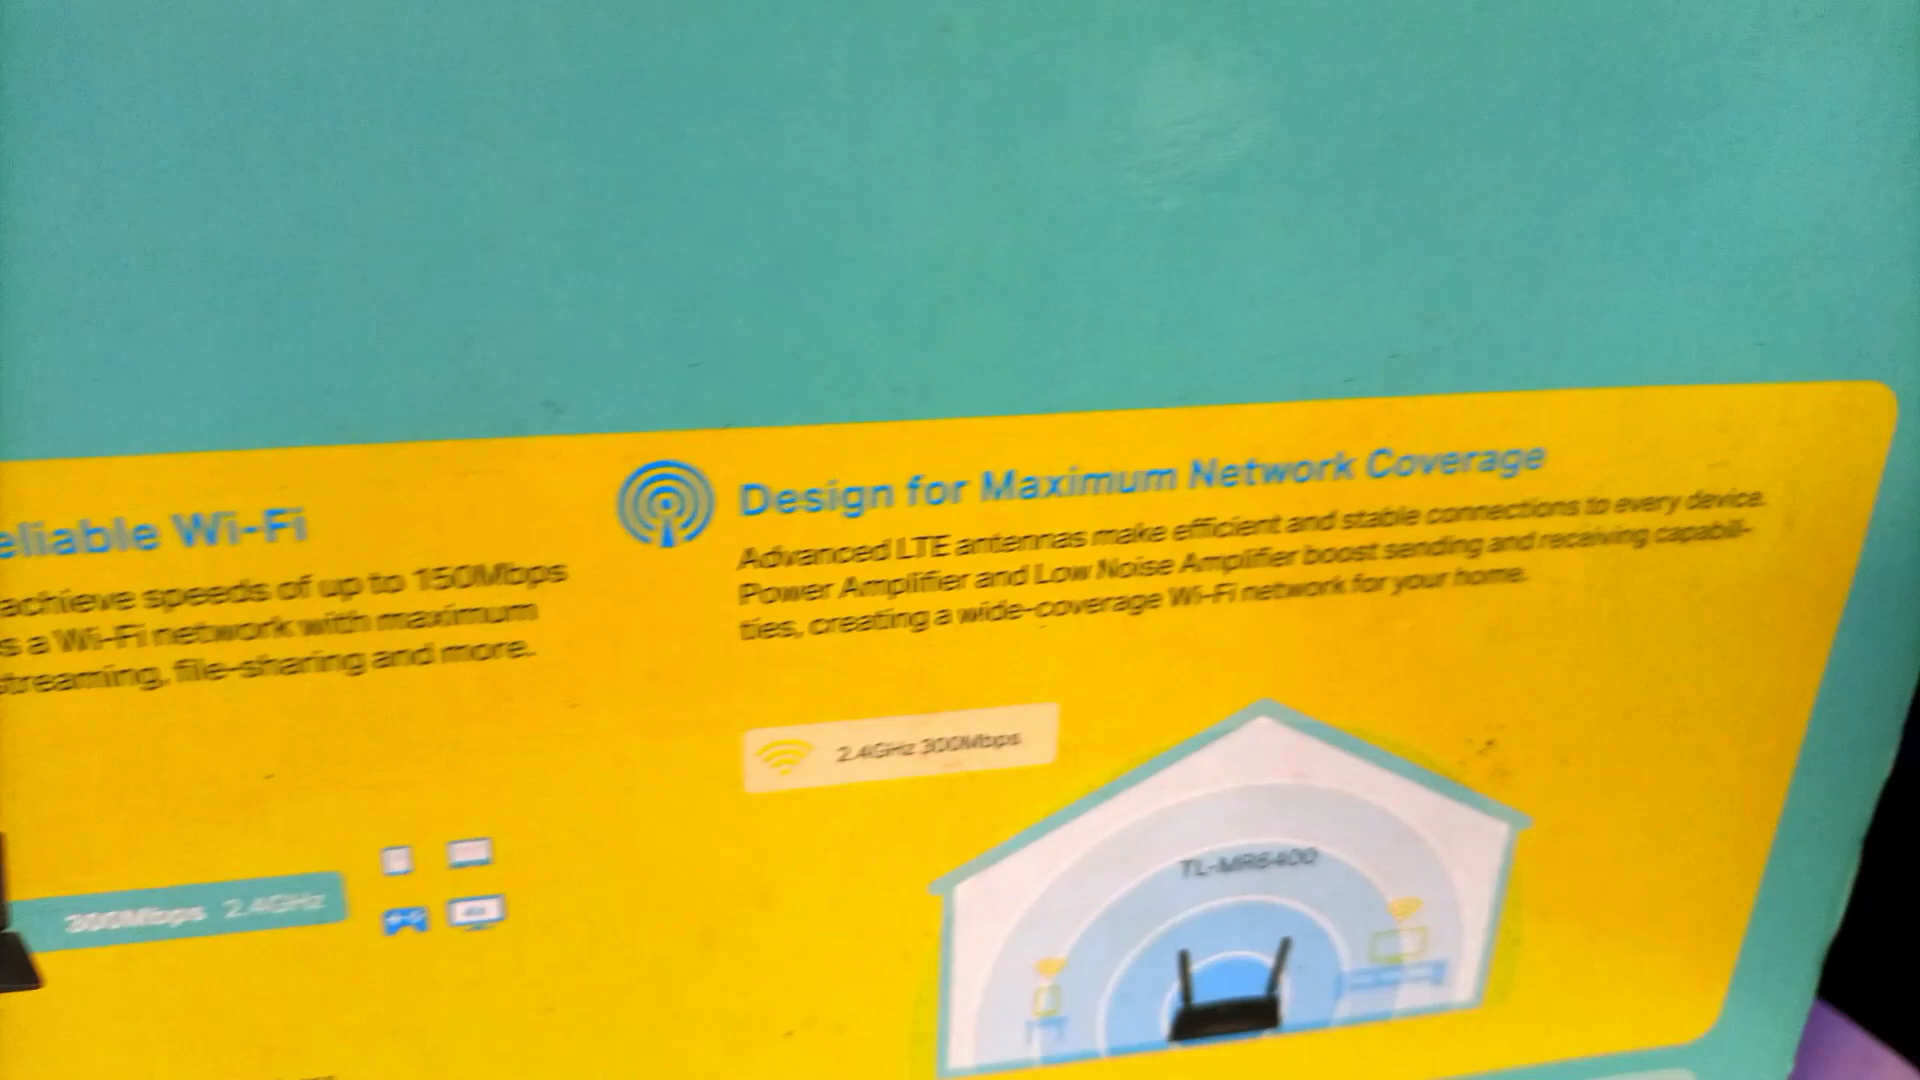 eliable Wi-Fi
achieve speeds of up to 150Mbps
s a Wi-Fi network with maximum
streaming, file-sharing and more.
300Mbps 2.4GHz
Design for Maximum Network Coverage
Advanced LTE antennas make efficient and stable connections to every device.
Power Amplifier and Low Noise Amplifier boost sending and receiving capabili-
ties, creating a wide-coverage Wi-Fi network for your home.
2.4GHz 300Mbps
TL-MR6400